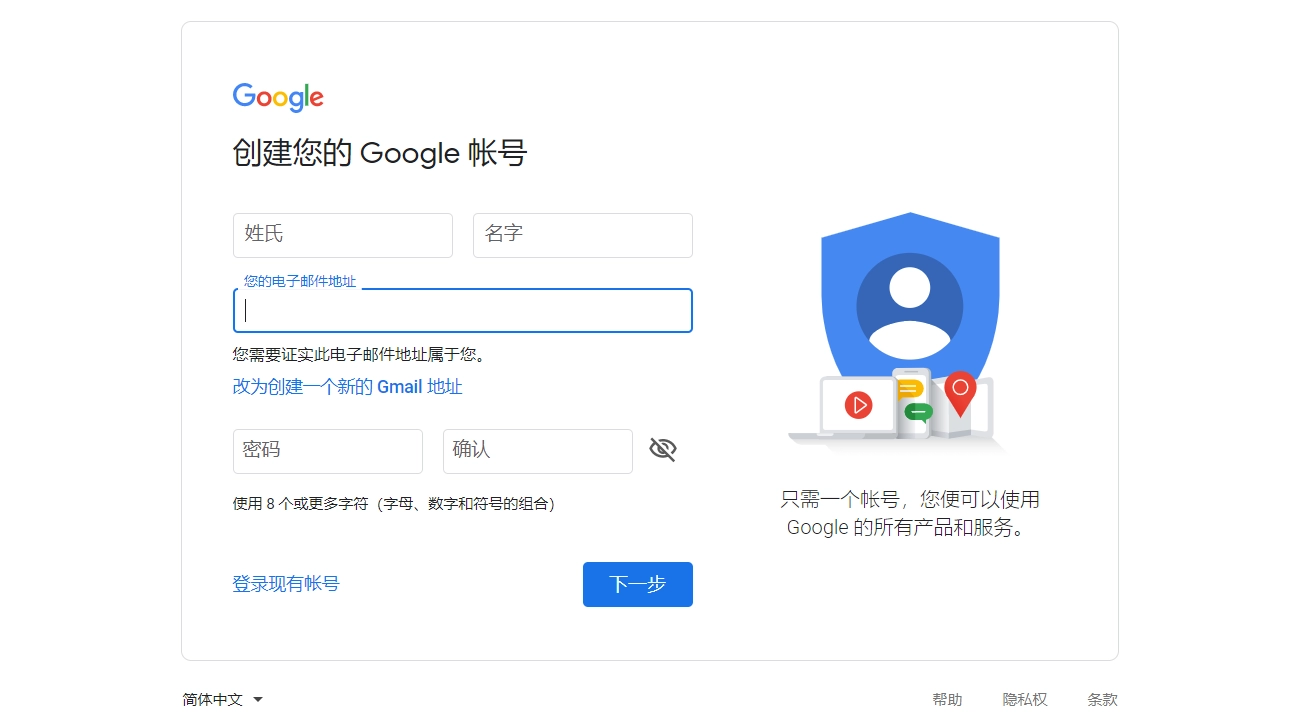 Google
创建您的 Google 帐号
姓氏
名字
您的电子邮件地址
您需要证实此电子邮件地址属于您。
改为创建一个新的 Gmail 地址
密码
确认
使用 8 个或更多字符（字母、数字和符号的组合）
登录现有帐号
下一步
只需一个帐号，您便可以使用
Google 的所有产品和服务。
简体中文
帮助
隐私权
条款